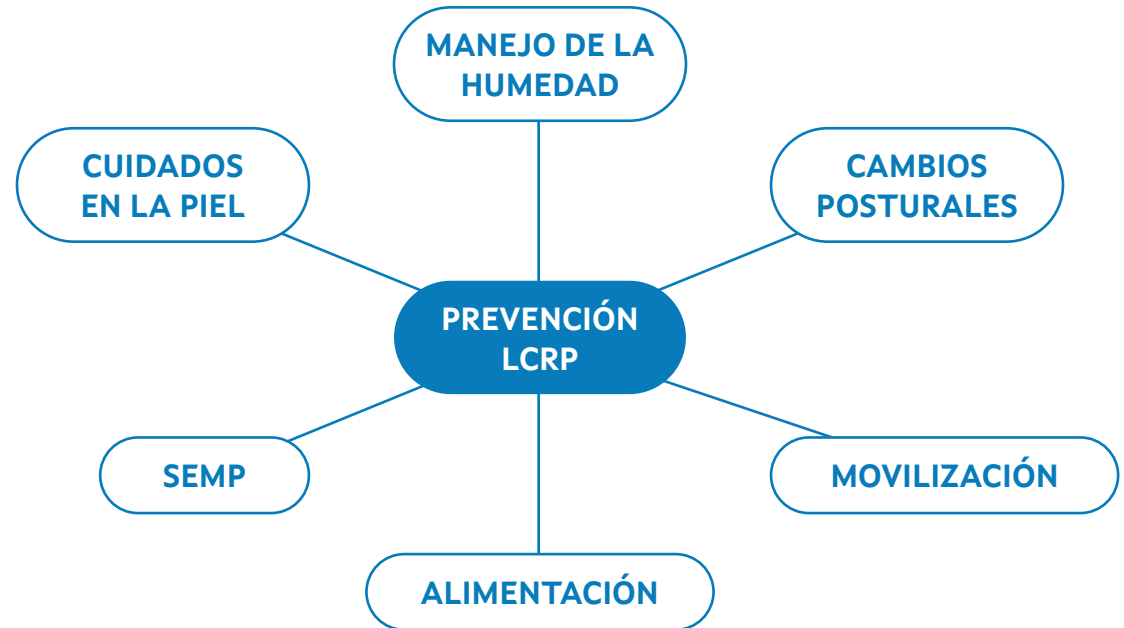 MANEJO DE LA
HUMEDAD
CUIDADOS
EN LA PIEL
CAMBIOS
POSTURALES
PREVENCIÓN
LCRP
SEMP
MOVILIZACIÓN
ALIMENTACIÓN